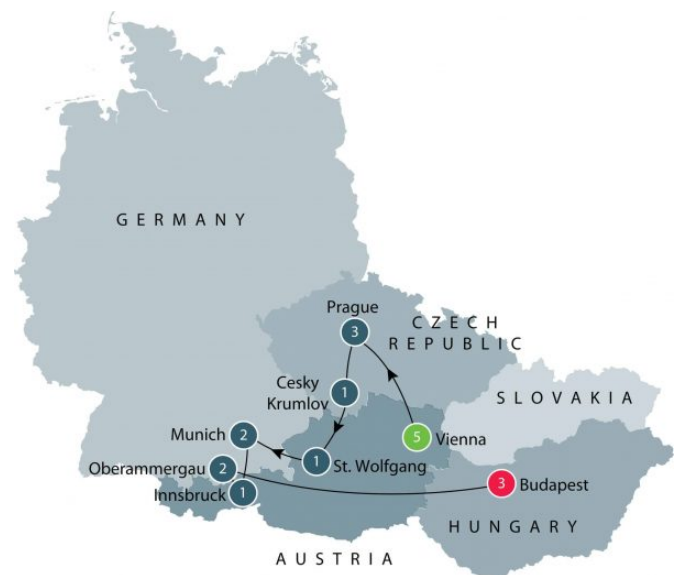 GERMANY
Prague
3
CZECH
REPUBLIC
Cesky
Krumlov
1
SLOVAKIA
Munich
2
5
Vienna
1
St. Wolfgang
Oberammergau
2
Innsbruck
1
3
Budapest
HUNGARY
AUSTRIA